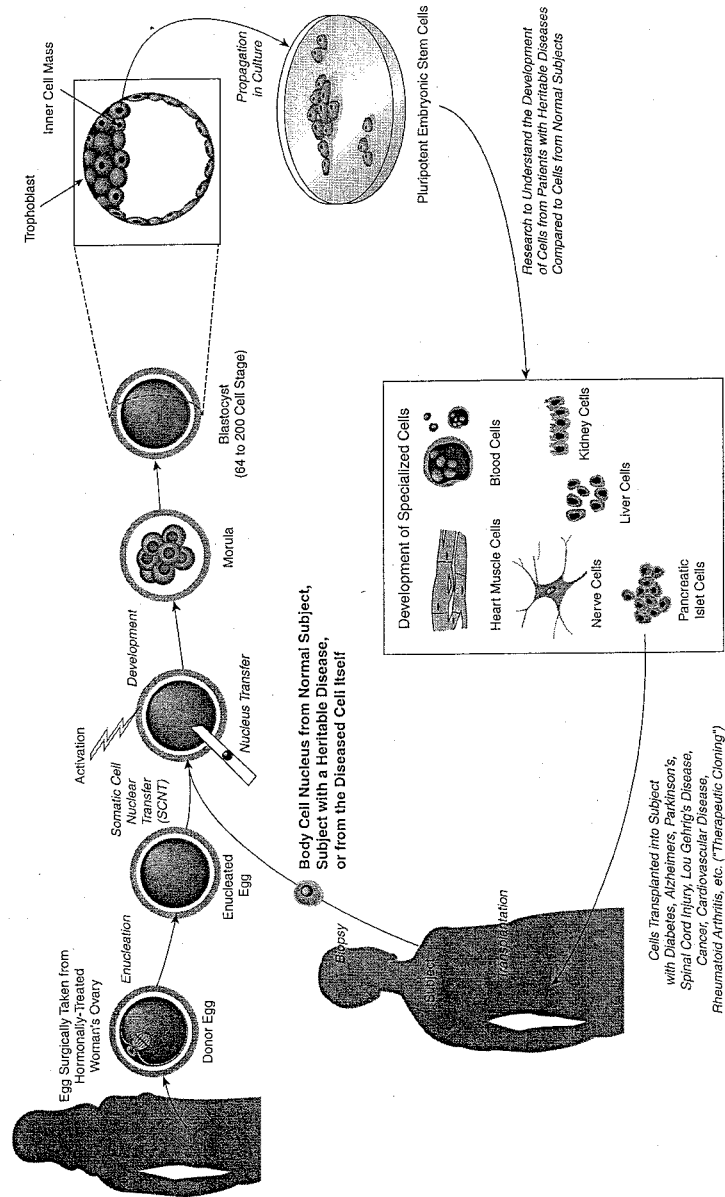 Egg Surgically Taken from
Hormonally-Treated
Woman's Ovary
Donor Egg
Enucleation
Enucleated
Egg
Somatic Cell
Nuclear
Transfer
(SCNT)
Activation
Nucleus Transfer
Development
Morula
Blastocyst
(64 to 200 Cell Stage)
Trophoblast
Inner Cell Mass
Propagation
in Culture
Pluripotent Embryonic Stem Cells
Biopsy
Subject
Transplantation
Body Cell Nucleus from Normal Subject,
Subject with a Heritable Disease,
or from the Diseased Cell Itself
Research to Understand the Development
of Cells from Patients with Heritable Diseases
Compared to Cells from Normal Subjects
Development of Specialized Cells
Heart Muscle Cells
Blood Cells
Nerve Cells
Kidney Cells
Liver Cells
Pancreatic
Islet Cells
Cells Transplanted into Subject
with Diabetes, Alzheimers, Parkinson's,
Spinal Cord Injury, Lou Gehrig's Disease,
Cancer, Cardiovascular Disease,
Rheumatoid Arthritis, etc. ("Therapeutic Cloning")